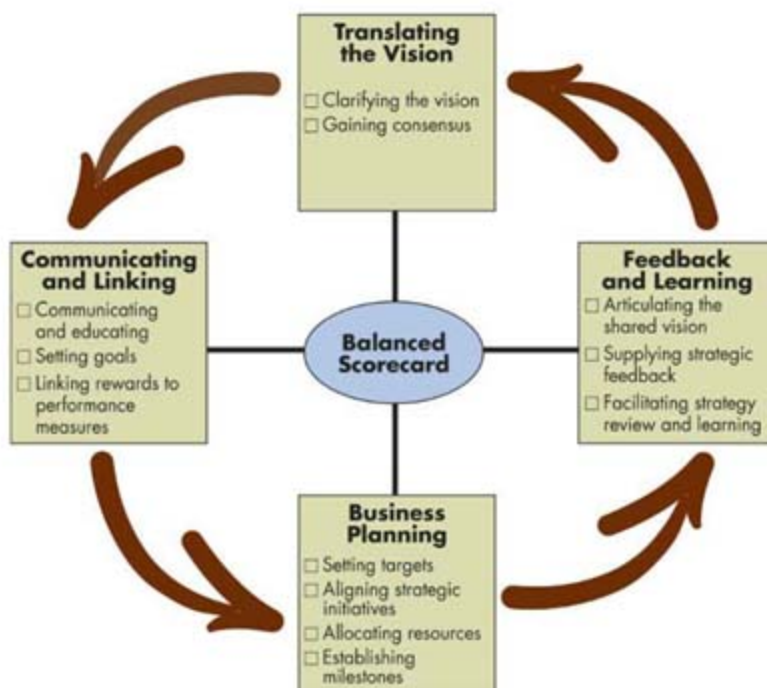 Translating
the Vision
☐ Clarifying the vision
☐ Gaining consensus
Communicating
and Linking
☐ Communicating
and educating
☐ Setting goals
☐ Linking rewards to
performance
measures
Balanced
Scorecard
Feedback
and Learning
☐ Articulating the
shared vision
☐ Supplying strategic
feedback
☐ Facilitating strategy
review and learning
Business
Planning
☐ Setting targets
☐ Aligning strategic
initiatives
☐ Allocating resources
☐ Establishing
milestones